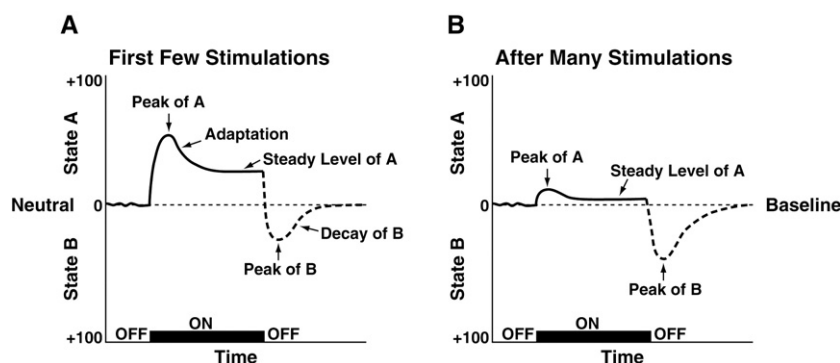 A
First Few Stimulations
+100
State A
Peak of A
Adaptation
Steady Level of A
Neutral
0
State B
Decay of B
Peak of B
+100
OFF
ON
OFF
Time
B
After Many Stimulations
+100
State A
Peak of A
Steady Level of A
0
Baseline
State B
Peak of B
+100
OFF
ON
OFF
Time